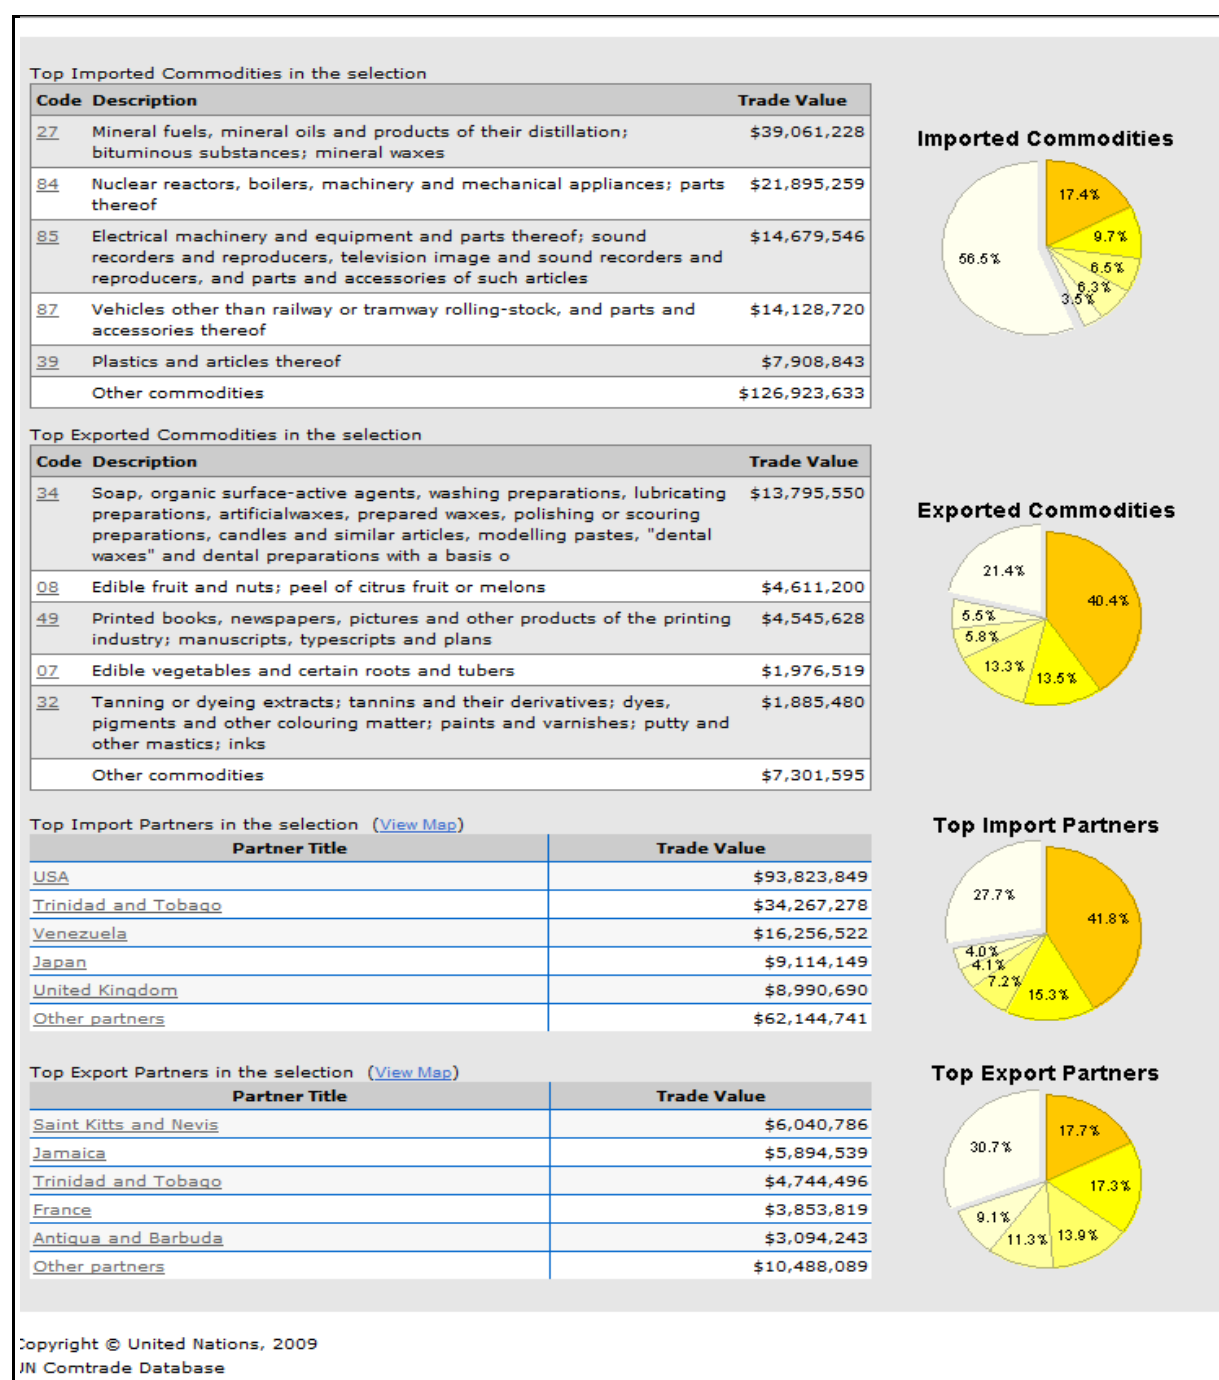 Top Imported Commodities in the selection
Code Description Trade Value
27 Mineral fuels, mineral oils and products of their distillation; $39,061,228
bituminous substances; mineral waxes
84 Nuclear reactors, boilers, machinery and mechanical appliances; parts $21,895,259
thereof
85 Electrical machinery and equipment and parts thereof; sound $14,679,546
recorders and reproducers, television image and sound recorders and
reproducers, and parts and accessories of such articles
87 Vehicles other than railway or tramway rolling-stock, and parts and $14,128,720
accessories thereof
39 Plastics and articles thereof $7,908,843
Other commodities $126,923,633
Imported Commodities
17.4%
9.7%
6.5%
6.3%
3.5%
56.5%
Top Exported Commodities in the selection
Code Description Trade Value
34 Soap, organic surface-active agents, washing preparations, lubricating $13,795,550
preparations, artificialwaxes, prepared waxes, polishing or scouring
preparations, candles and similar articles, modelling pastes, "dental
waxes" and dental preparations with a basis o
08 Edible fruit and nuts; peel of citrus fruit or melons $4,611,200
49 Printed books, newspapers, pictures and other products of the printing $4,545,628
industry; manuscripts, typescripts and plans
07 Edible vegetables and certain roots and tubers $1,976,519
32 Tanning or dyeing extracts; tannins and their derivatives; dyes, $1,885,480
pigments and other colouring matter; paints and varnishes; putty and
other mastics; inks
Other commodities $7,301,595
Exported Commodities
21.4%
40.4%
5.5%
5.8%
13.3%
13.5%
Top Import Partners in the selection (View Map)
Partner Title Trade Value
USA $93,823,849
Trinidad and Tobago $34,267,278
Venezuela $16,256,522
Japan $9,114,149
United Kingdom $8,990,690
Other partners $62,144,741
Top Import Partners
27.7%
41.8%
4.0%
4.1%
7.2%
15.3%
Top Export Partners in the selection (View Map)
Partner Title Trade Value
Saint Kitts and Nevis $6,040,786
Jamaica $5,894,539
Trinidad and Tobago $4,744,496
France $3,853,819
Antigua and Barbuda $3,094,243
Other partners $10,488,089
Top Export Partners
17.7%
30.7%
17.3%
9.1%
11.3%
13.9%
opyright © United Nations, 2009
N Comtrade Database